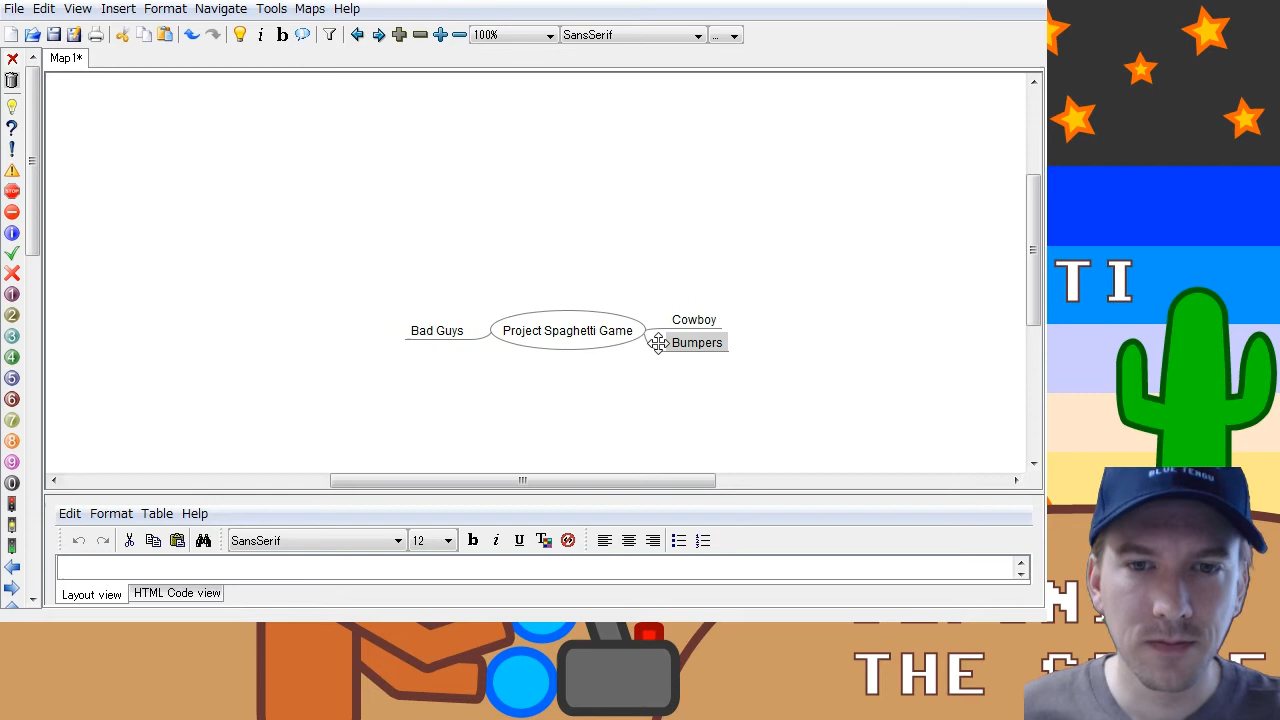 File Edit View Insert Format Navigate Tools Maps Help
100% SansSerif ...
Map1*
Cowboy
Bad Guys Project Spaghetti Game
Bumpers
Edit Format Table Help
SansSerif 12
Layout view HTML Code view
TI
THE